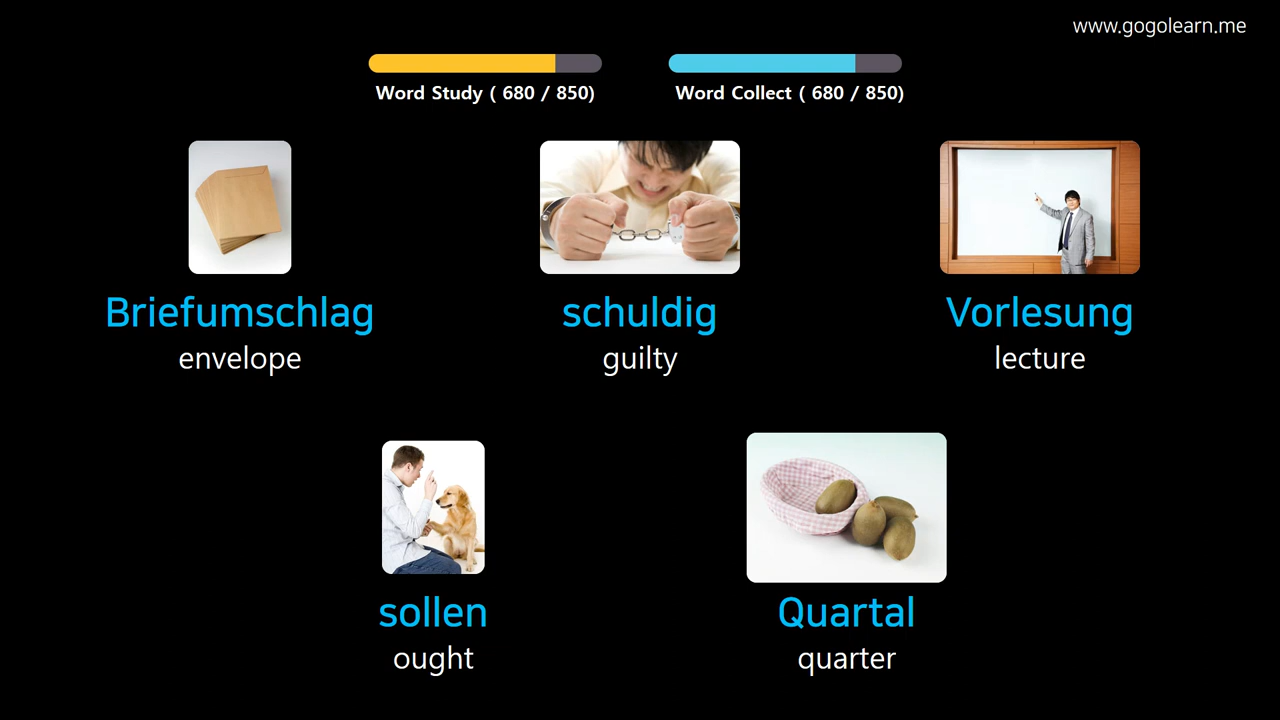 www.gogolearn.me
Word Study ( 680 / 850)
Word Collect ( 680 / 850)
Briefumschlag
envelope
schuldig
guilty
Vorlesung
lecture
sollen
ought
Quartal
quarter